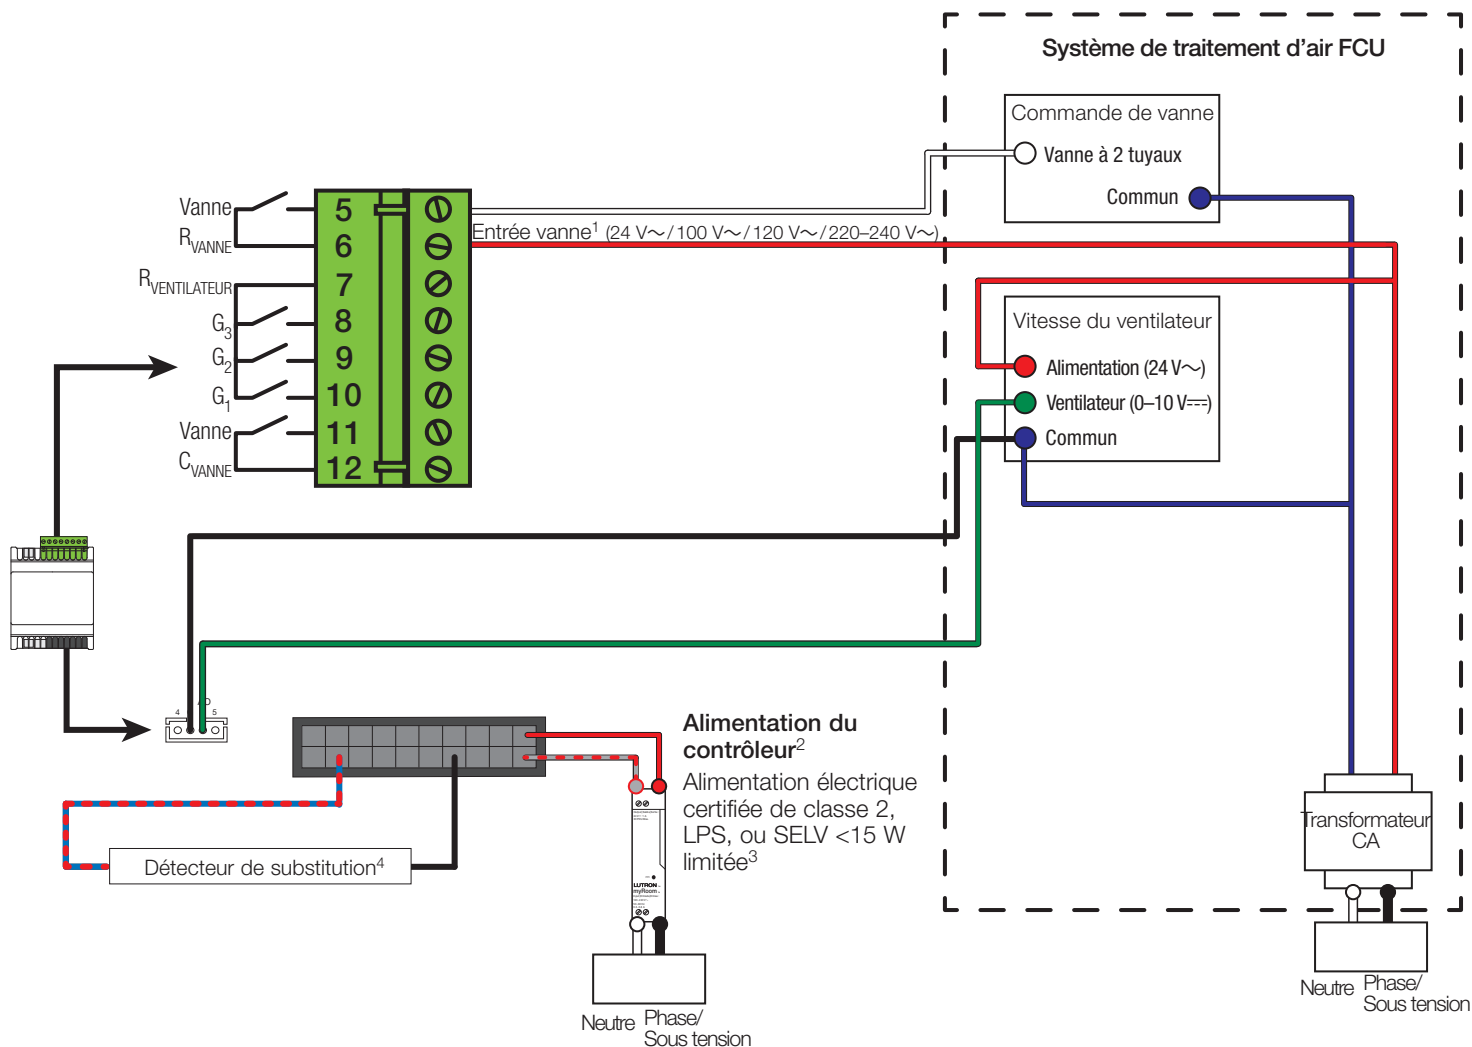 Système de traitement d'air FCU
Commande de vanne
Vanne à 2 tuyaux
Commun
Vanne
R VANNE
R VENTILATEUR
G3
G2
G1
Vanne
C VANNE
5
6
7
8
9
10
11
12
Entrée vanne¹ (24 V～/100 V～/120 V～/220–240 V～)
Vitesse du ventilateur
Alimentation (24 V～)
Ventilateur (0–10 V⎓)
Commun
4
5
Alimentation du
contrôleur²
Alimentation électrique
certifiée de classe 2,
LPS, ou SELV <15 W
limitée³
Détecteur de substitution⁴
LUTRON
myRoom
Neutre
Phase/
Sous tension
Transformateur
CA
Neutre
Phase/
Sous tension